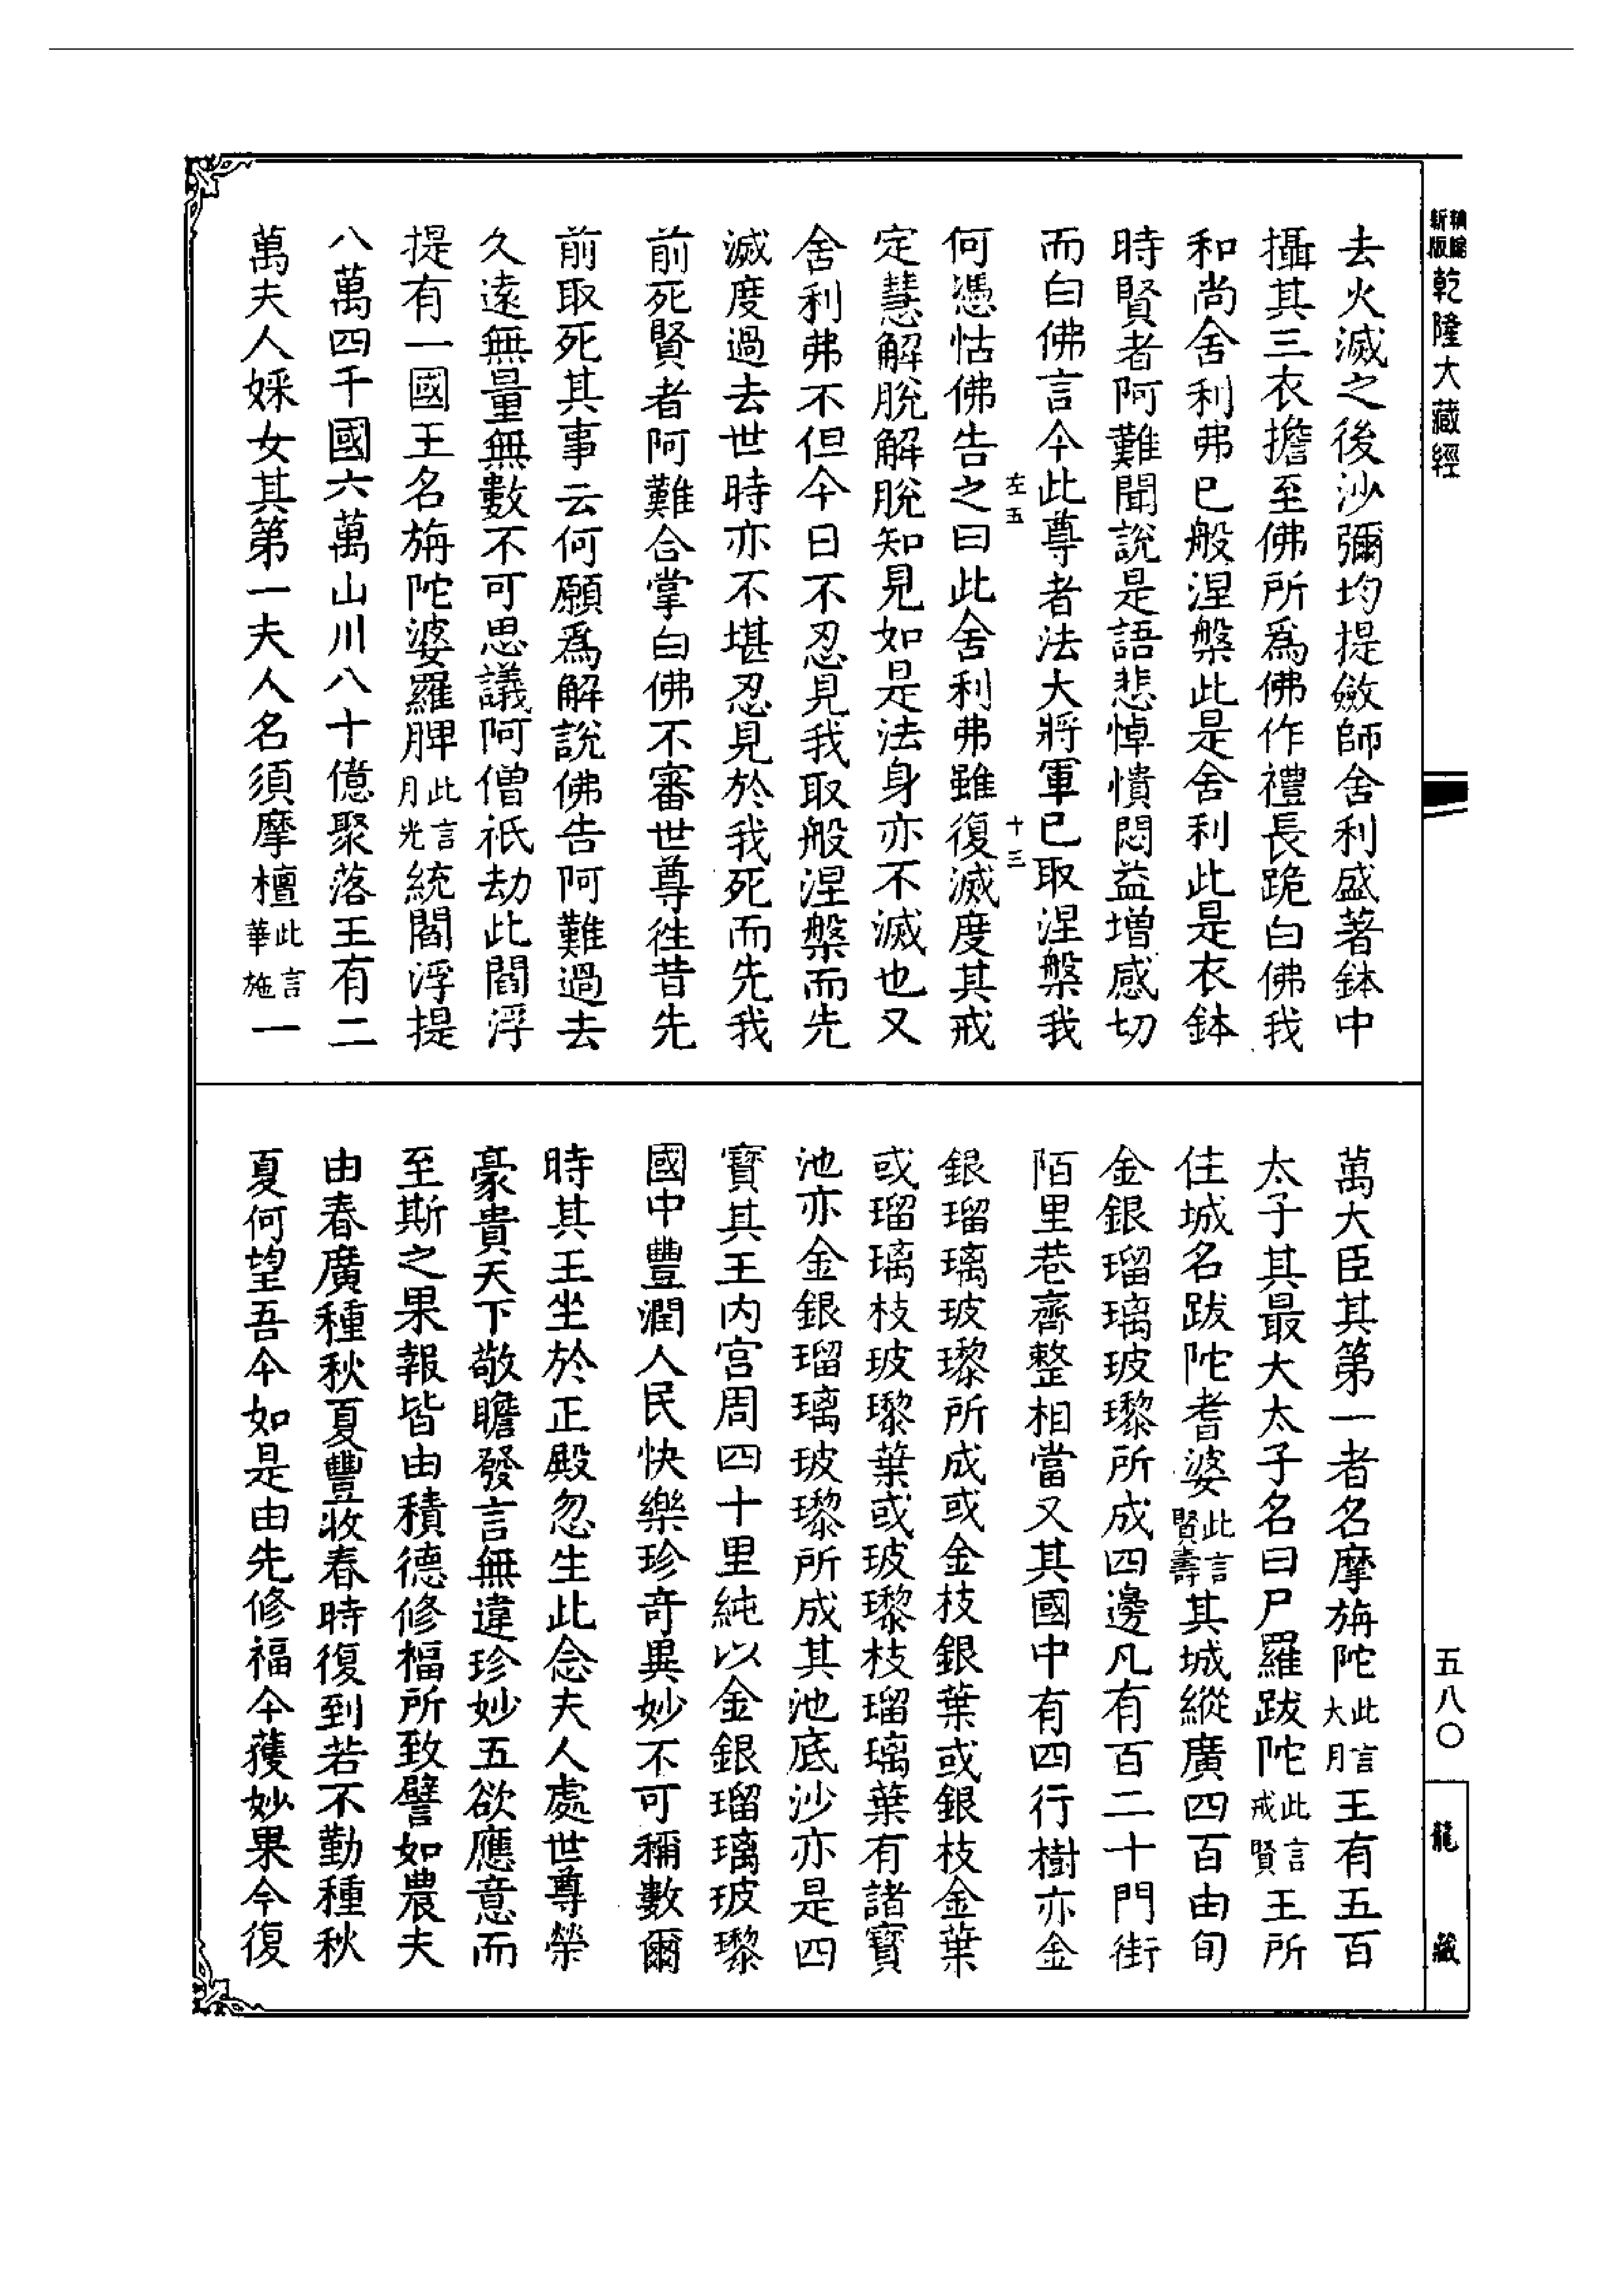 新版精縮乾隆大藏經
去火滅之後沙彌均提斂師舍利盛著鉢中
攝其三衣擔至佛所爲佛作禮長跪白佛我
和尚舍利弗已般涅槃此是舍利此是衣鉢
時賢者阿難聞說是語悲悼憒悶益增感切
而白佛言今此尊者法大將軍已取涅槃我
左五 十三
何憑怙佛告之曰此舍利弗雖復滅度其戒
定慧解脫解脫知見如是法身亦不滅也又
舍利弗不但今日不忍見我取般涅槃而先
滅度過去世時亦不堪忍見於我死而先我
前死賢者阿難合掌白佛不審世尊往昔先
前取死其事云何願爲解說佛告阿難過去
久遠無量無數不可思議阿僧祇劫此閻浮
提有一國王名旃陀婆羅脾此言月光統閻浮提
八萬四千國六萬山川八十億聚落王有二
萬夫人婇女其第一夫人名須摩檀此言華施一
萬大臣其第一者名摩旃陀此言大月王有五百
太子其最大太子名曰尸羅跋陀此言戒賢王所
住城名跋陀耆婆此言賢壽其城縱廣四百由旬
金銀瑠璃玻瓈所成四邊凡有百二十門街
陌里巷齊整相當又其國中有四行樹亦金
銀瑠璃玻瓈所成或金枝銀葉或銀枝金葉
或瑠璃枝玻瓈葉或玻瓈枝瑠璃葉有諸寶
池亦金銀瑠璃玻瓈所成其池底沙亦是四
寶其王内宮周四十里純以金銀瑠璃玻瓈
國中豐潤人民快樂珍奇異妙不可稱數爾
時其王坐於正殿忽生此念夫人處世尊榮
豪貴天下敬瞻發言無違珍妙五欲應意而
至斯之果報皆由積德修福所致譬如農夫
由春廣種秋夏豐收春時復到若不勤種秋
夏何望吾今如是由先修福今獲妙果今復
五八〇
龍藏